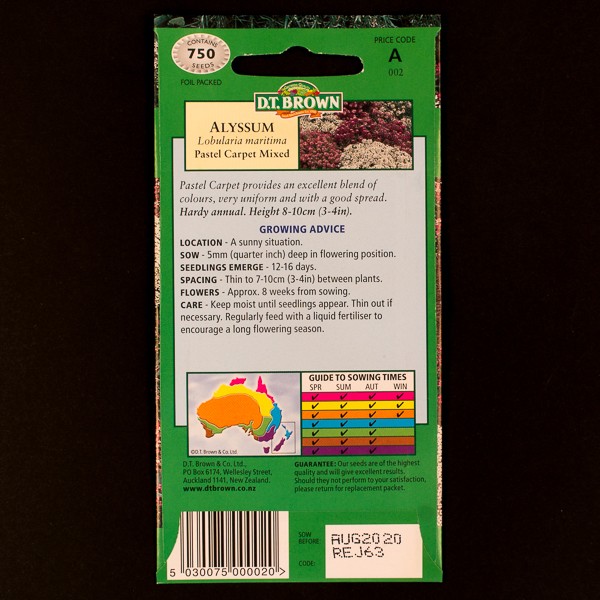 CONTAINS
750
SEEDS
FOIL PACKED
PRICE CODE
A
002
D.T. BROWN
ALYSSUM
Lobularia maritima
Pastel Carpet Mixed
Pastel Carpet provides an excellent blend of
colours, very uniform and with a good spread.
Hardy annual. Height 8-10cm (3-4in).
GROWING ADVICE
LOCATION - A sunny situation.
SOW - 5mm (quarter inch) deep in flowering position.
SEEDLINGS EMERGE - 12-16 days.
SPACING - Thin to 7-10cm (3-4in) between plants.
FLOWERS - Approx. 8 weeks from sowing.
CARE - Keep moist until seedlings appear. Thin out if
necessary. Regularly feed with a liquid fertiliser to
encourage a long flowering season.
GUIDE TO SOWING TIMES
SPR SUM AUT WIN
©D.T. Brown & Co. Ltd.
D.T. Brown & Co. Ltd.,
PO Box 6174, Wellesley Street,
Auckland 1141, New Zealand.
www.dtbrown.co.nz
GUARANTEE: Our seeds are of the highest
quality and will give excellent results.
Should they not perform to your satisfaction,
please return for replacement packet.
SOW
BEFORE
AUG2020
REJ63
CODE:
5 030075 000020 >